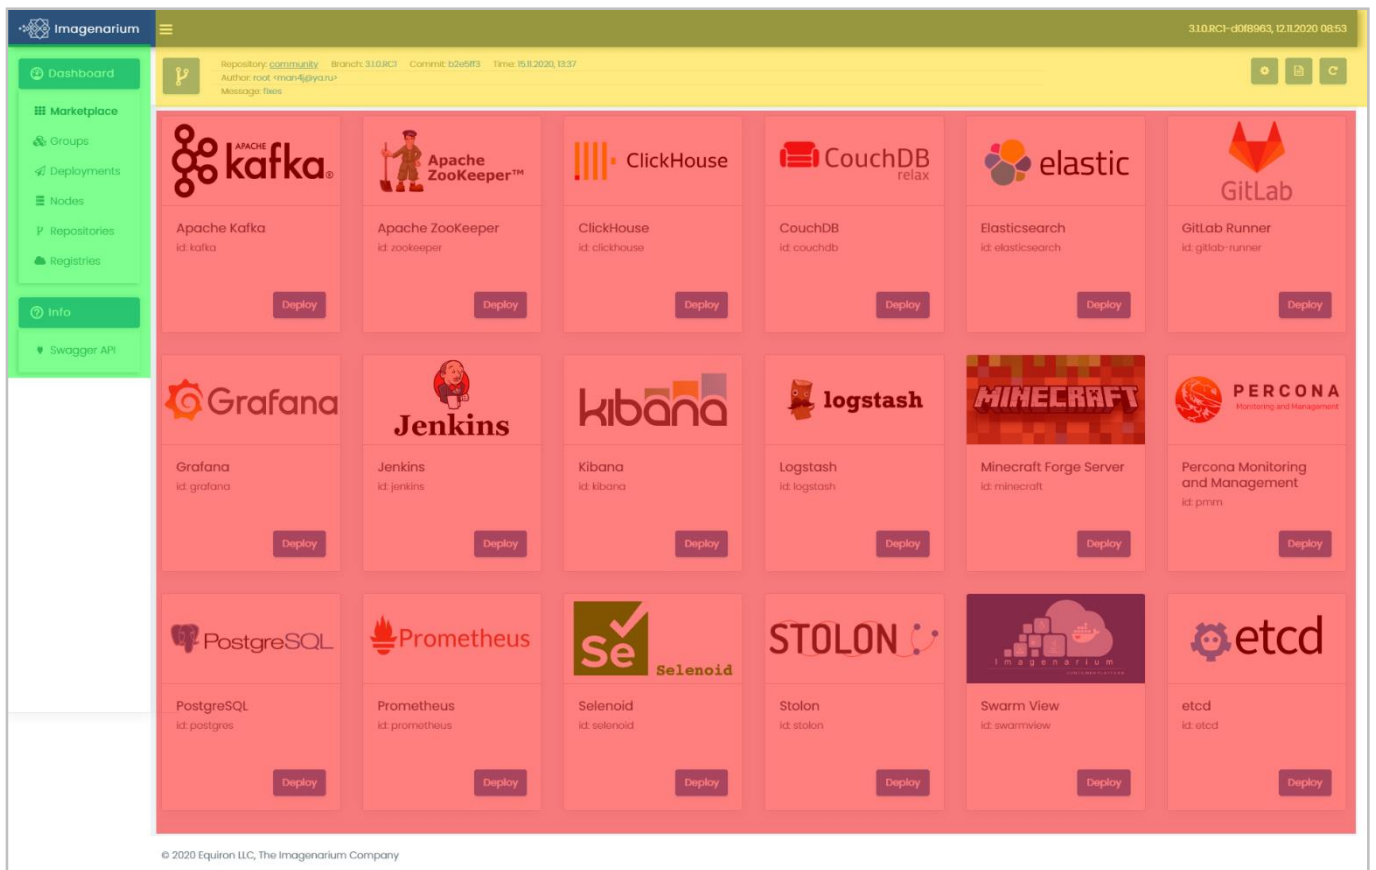 Imagenarium
3.1.0.RC1-d0f8963, 12.11.2020 08:53
Dashboard
Marketplace
Groups
Deployments
Nodes
Repositories
Registries
Info
Swagger API
Repository: community Branch: 3.1.0.RC1 Commit: b2e5ff3 Time: 15.11.2020, 13:37
Author: root <man4j@ya.ru>
Message: fixes
APACHE
kafka®
Apache Kafka
id: kafka
Deploy
Apache
ZooKeeper™
Apache ZooKeeper
id: zookeeper
Deploy
ClickHouse
ClickHouse
id: clickhouse
Deploy
CouchDB
relax
CouchDB
id: couchdb
Deploy
elastic
Elasticsearch
id: elasticsearch
Deploy
GitLab
GitLab Runner
id: gitlab-runner
Deploy
Grafana
Grafana
id: grafana
Deploy
Jenkins
Jenkins
id: jenkins
Deploy
kibana
Kibana
id: kibana
Deploy
logstash
Logstash
id: logstash
Deploy
MINECRAFT
Minecraft Forge Server
id: minecraft
Deploy
PERCONA
Monitoring and Management
Percona Monitoring
and Management
id: pmm
Deploy
PostgreSQL
PostgreSQL
id: postgres
Deploy
Prometheus
Prometheus
id: prometheus
Deploy
Se
Selenoid
Selenoid
id: selenoid
Deploy
STOLON
Stolon
id: stolon
Deploy
Imagenarium
Swarm View
id: swarmview
Deploy
etcd
etcd
id: etcd
Deploy
© 2020 Equiron LLC, The Imagenarium Company